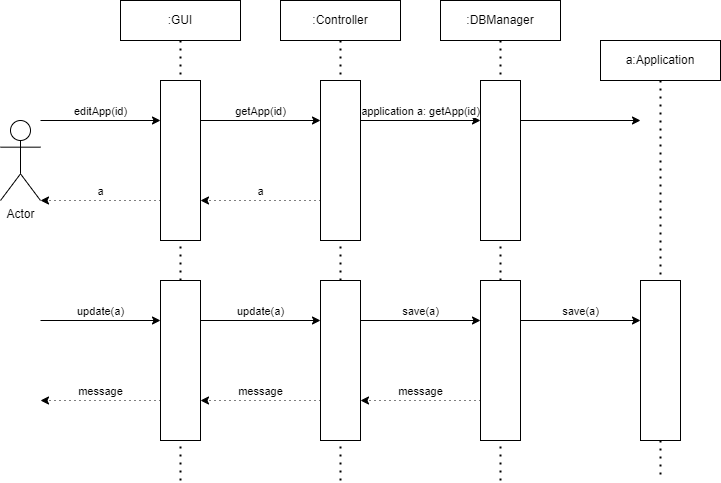 :GUI
:Controller
:DBManager
a:Application
editApp(id)
getApp(id)
application a: getApp(id)
a
a
Actor
update(a)
update(a)
save(a)
save(a)
message
message
message